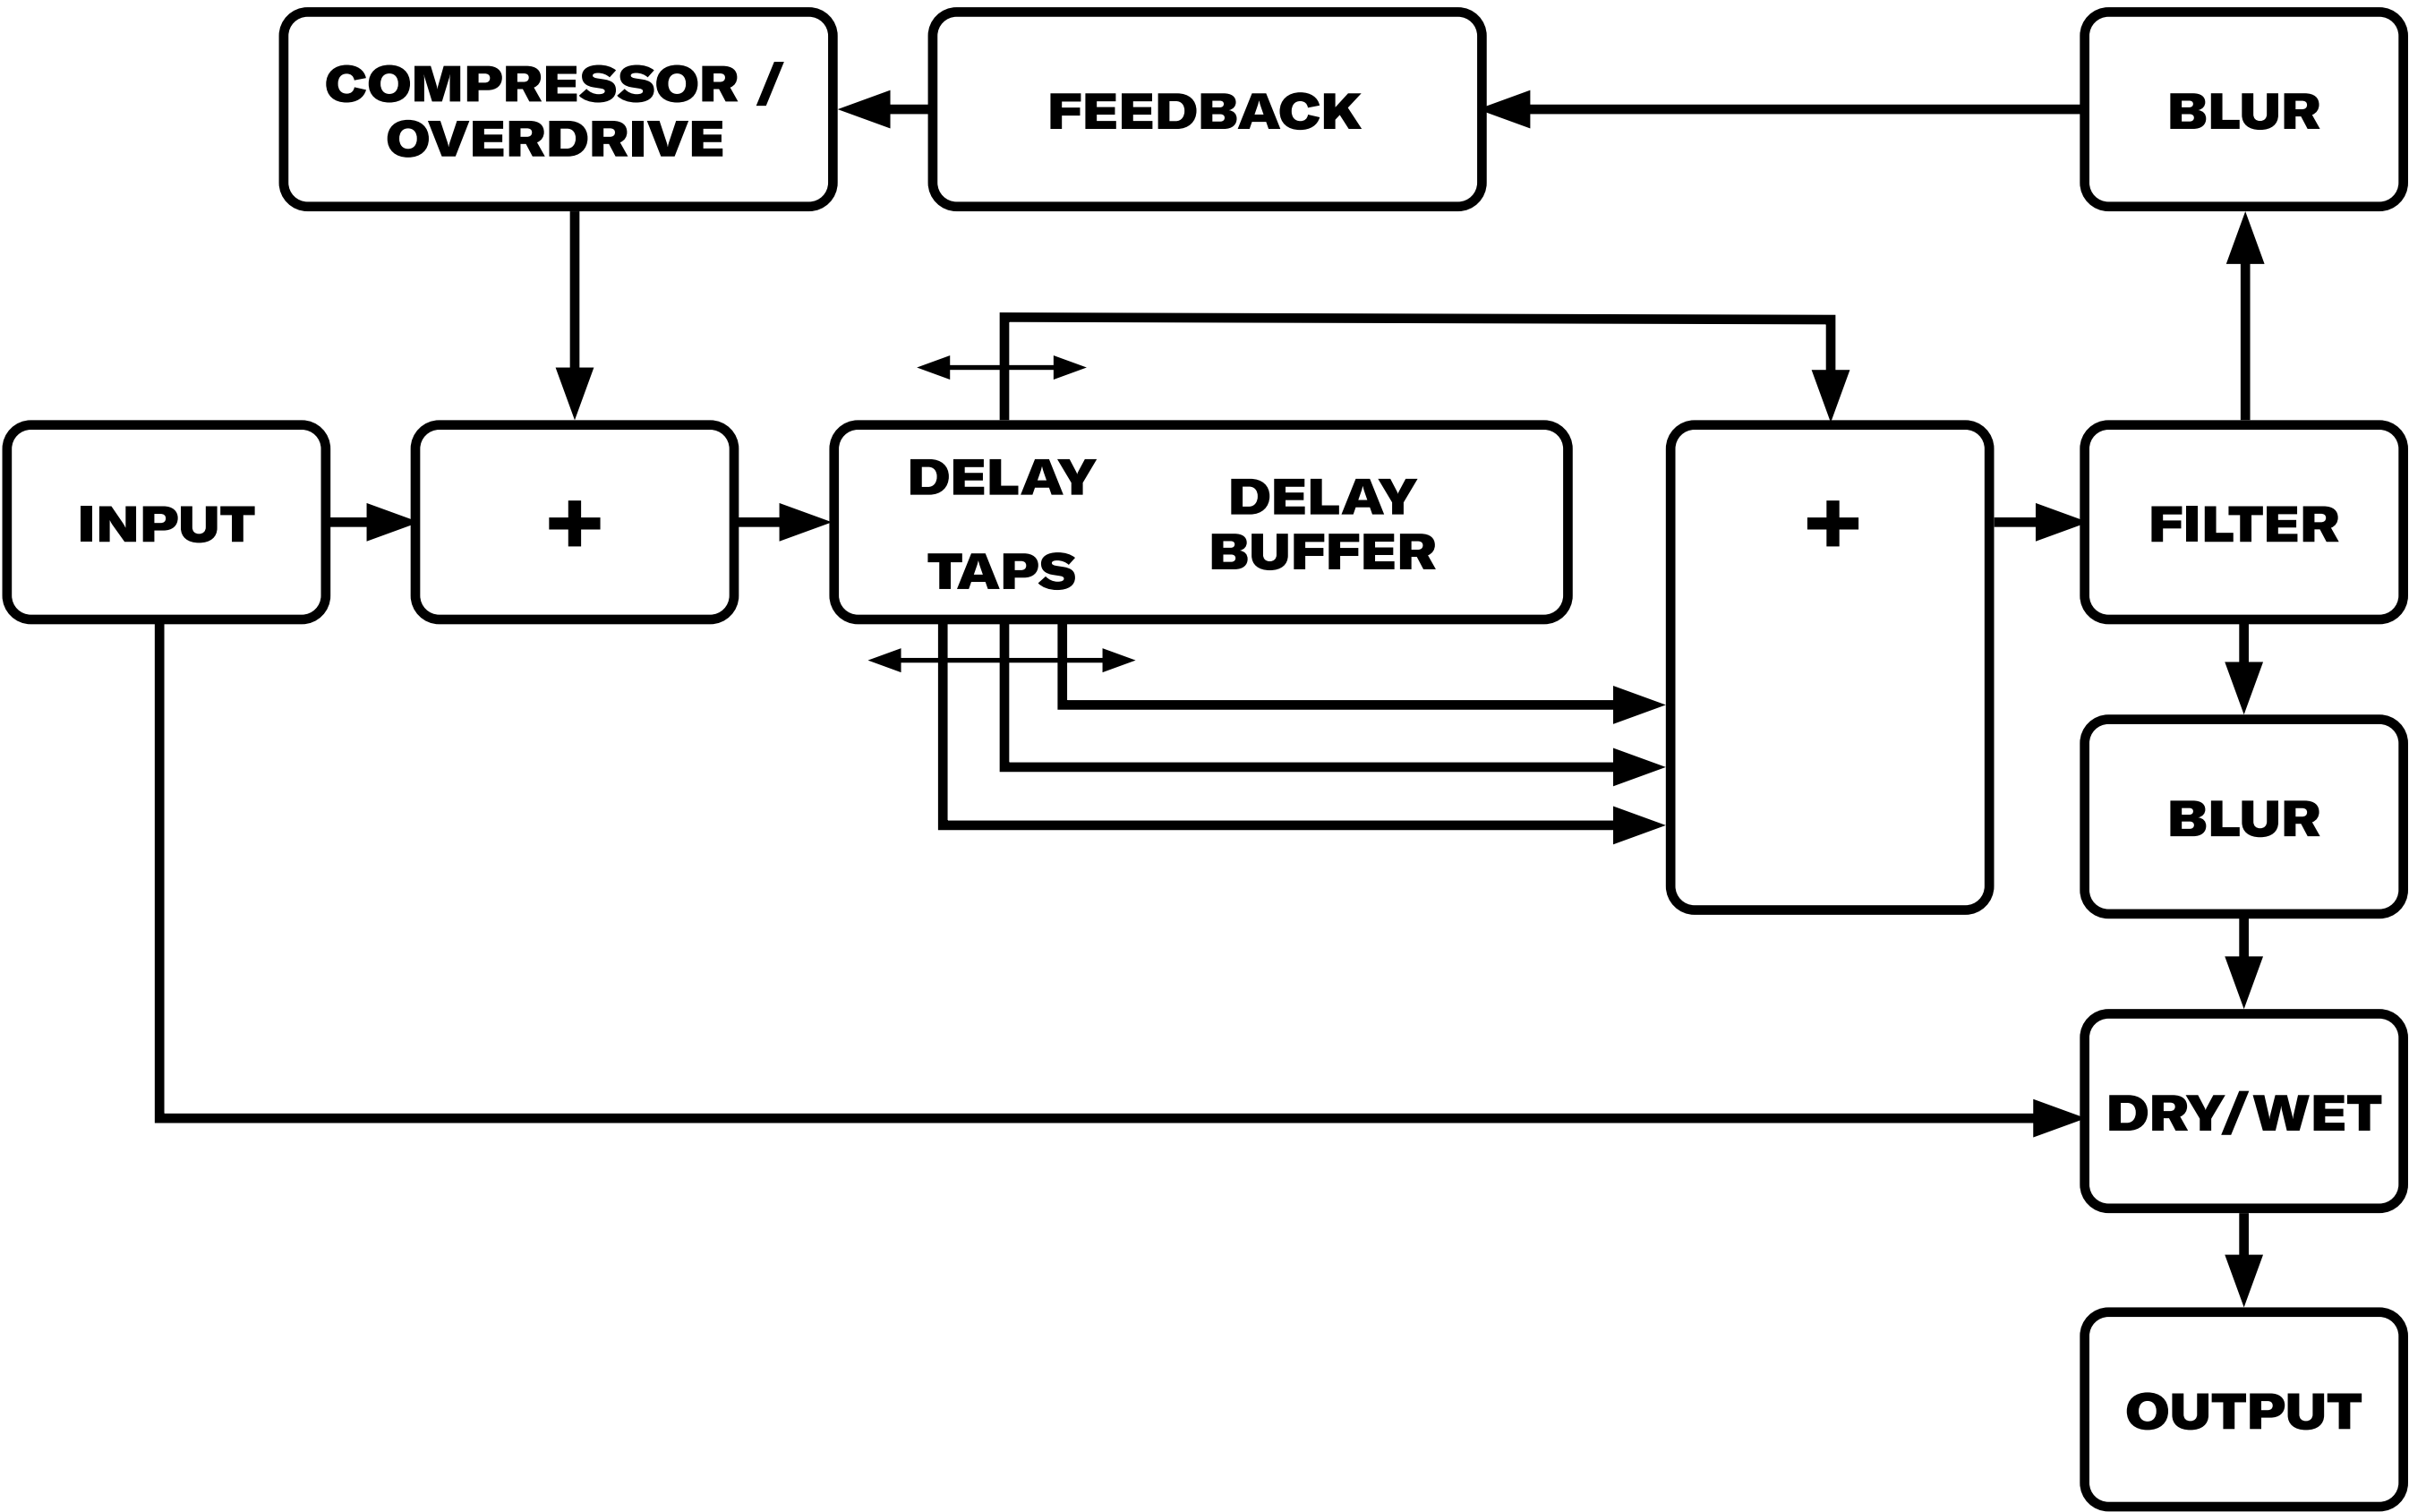 COMPRESSOR /
OVERDRIVE
FEEDBACK
BLUR
INPUT
+
DELAY
TAPS
DELAY
BUFFER
+
FILTER
BLUR
DRY/WET
OUTPUT